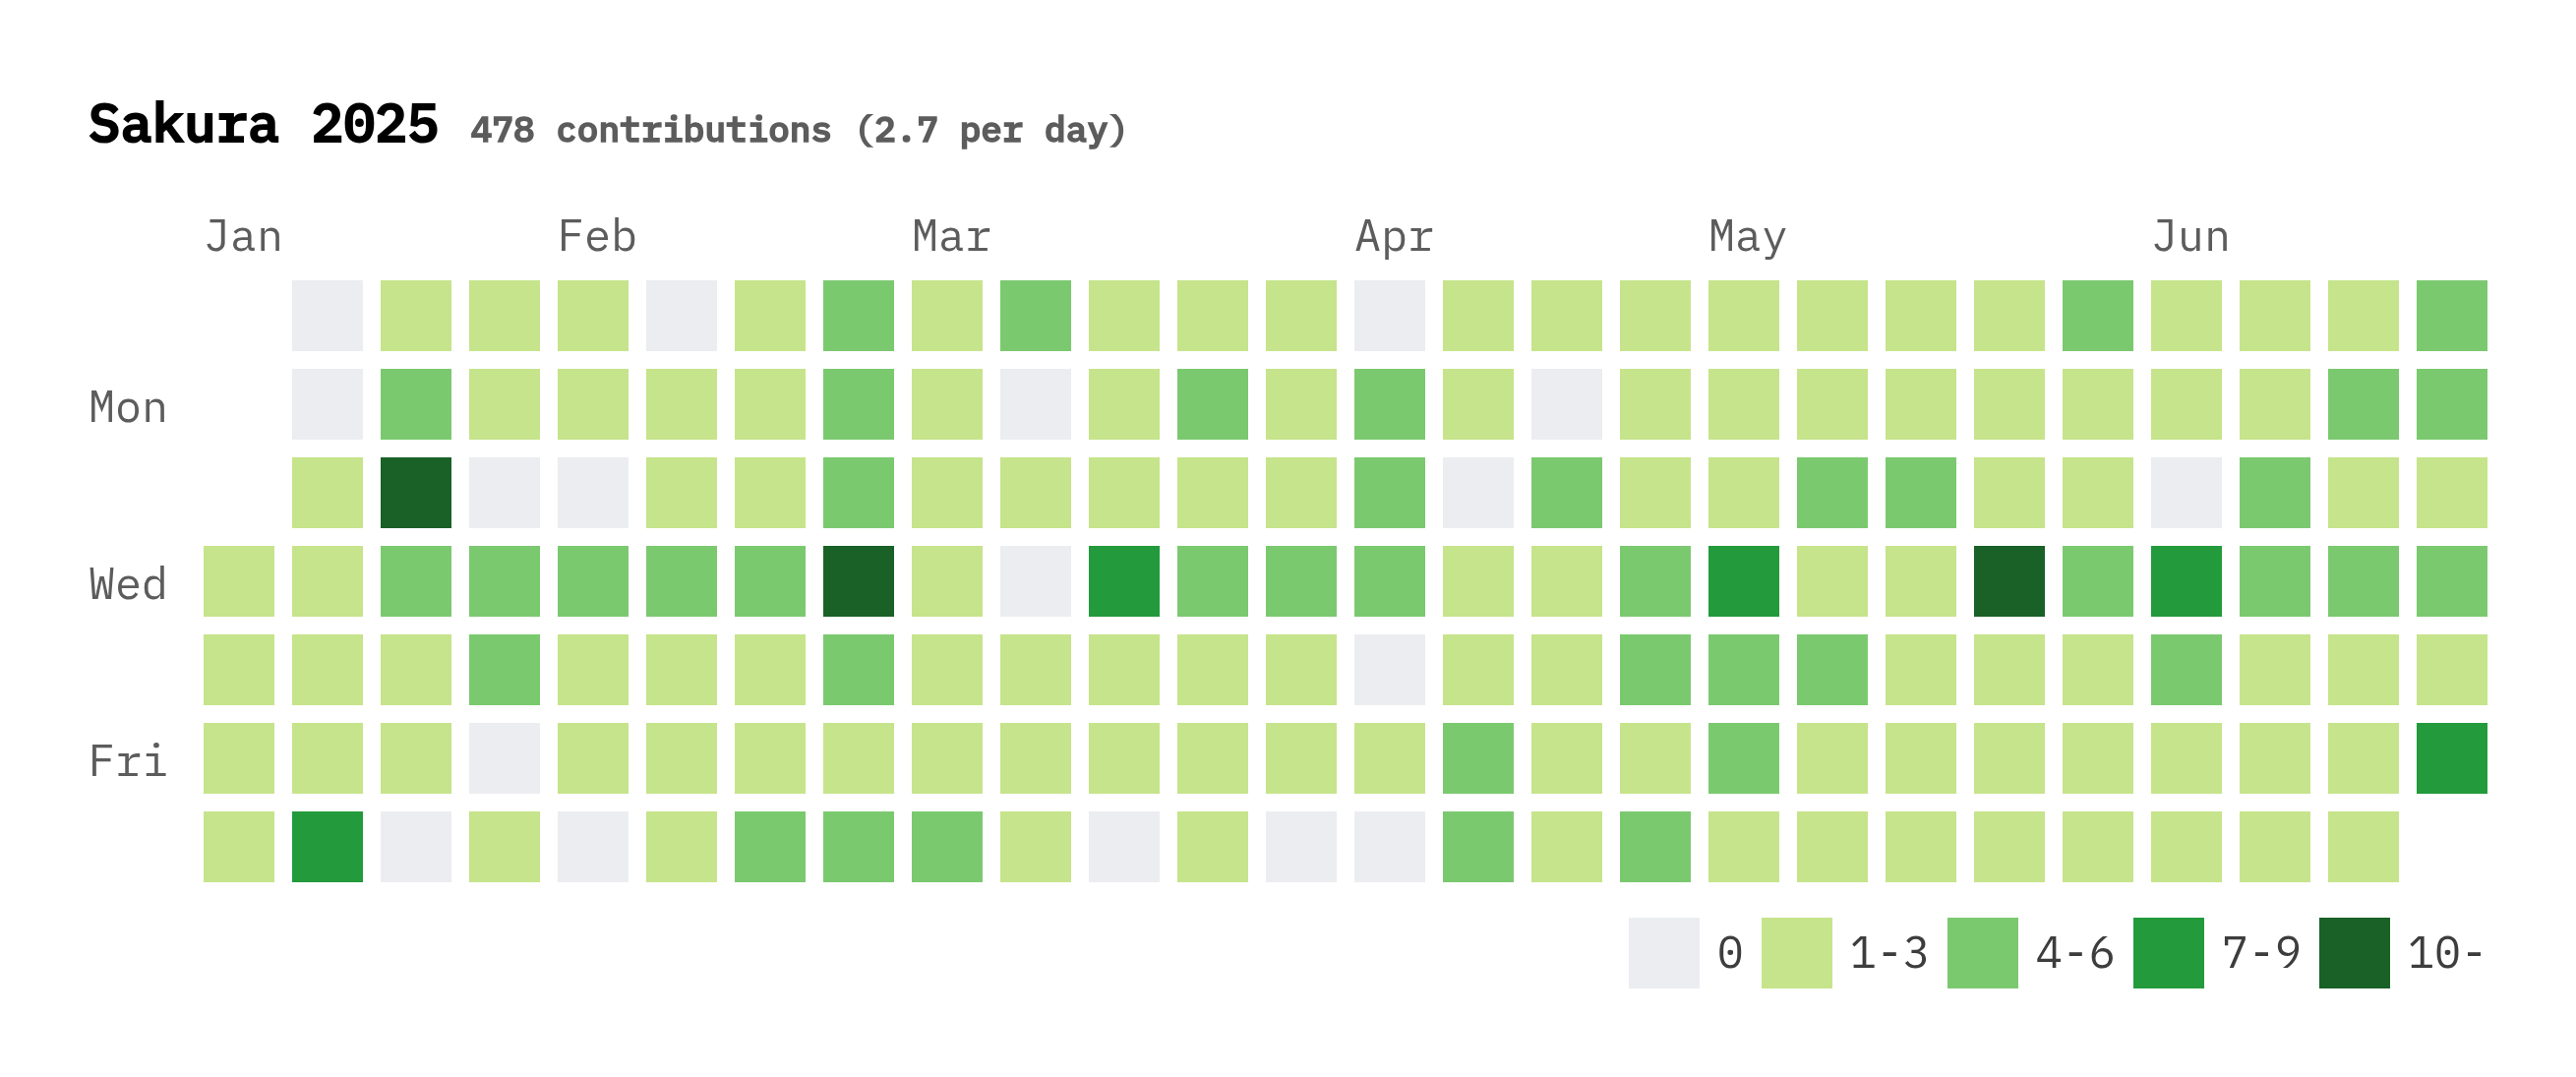 Sakura 2025 478 contributions (2.7 per day)
Jan Feb Mar Apr May Jun
Mon
Wed
Fri
0 1-3 4-6 7-9 10-